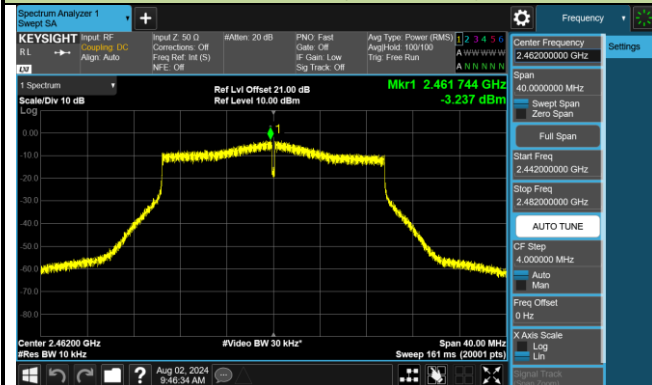 Spectrum Analyzer 1
Swept SA
+
Frequency
KEYSIGHT
Input: RF
Input Z: 50 Ω
#Atten: 20 dB
PNO: Fast
Avg Type: Power (RMS)
1 2 3 4 5 6
RL
Coupling: DC
Corrections: Off
Gate: Off
Avg|Hold: 100/100
A W W W W W
Align: Auto
Freq Ref: Int (S)
IF Gain: Low
Trig: Free Run
NFE: Off
Sig Track: Off
A N N N N N
LXI
1 Spectrum
Ref Lvl Offset 21.00 dB
Mkr1 2.461 744 GHz
Scale/Div 10 dB
Ref Level 10.00 dBm
-3.237 dBm
Log
1
0.00
-10.0
-20.0
-30.0
-40.0
-50.0
-60.0
-70.0
-80.0
Center 2.46200 GHz
#Video BW 30 kHz*
Span 40.00 MHz
#Res BW 10 kHz
Sweep 161 ms (20001 pts)
?
Aug 02, 2024
9:46:34 AM
Center Frequency
2.462000000 GHz
Settings
Span
40.0000000 MHz
Swept Span
Zero Span
Full Span
Start Freq
2.442000000 GHz
Stop Freq
2.482000000 GHz
AUTO TUNE
CF Step
4.000000 MHz
Auto
Man
Freq Offset
0 Hz
X Axis Scale
Log
Lin
Signal Track
(Span Zoom)